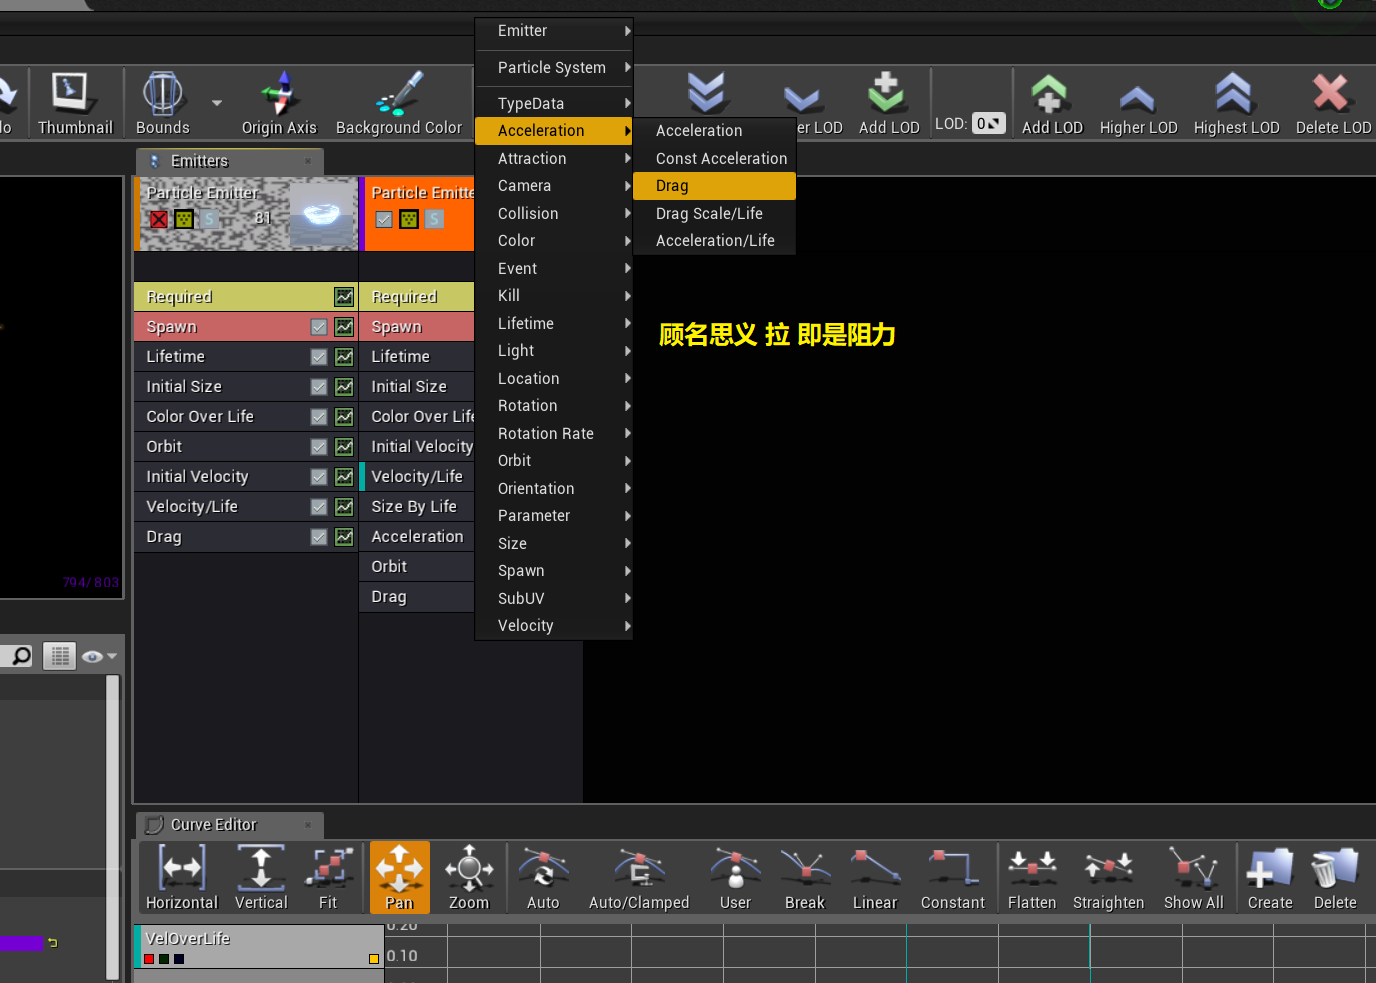 lo
Thumbnail
Bounds
Origin Axis
Background Color
er LOD
Add LOD
LOD: 0
Add LOD
Higher LOD
Highest LOD
Delete LOD
Emitter
Particle System
TypeData
Acceleration
Attraction
Camera
Collision
Color
Event
Kill
Lifetime
Light
Location
Rotation
Rotation Rate
Orbit
Orientation
Parameter
Size
Spawn
SubUV
Velocity
Acceleration
Const Acceleration
Drag
Drag Scale/Life
Acceleration/Life
顾名思义 拉 即是阻力
Emitters
Particle Emitter
S 81
Required
Spawn
Lifetime
Initial Size
Color Over Life
Orbit
Initial Velocity
Velocity/Life
Drag
Particle Emitte
S
Required
Spawn
Lifetime
Initial Size
Color Over Life
Initial Velocity
Velocity/Life
Size By Life
Acceleration
Orbit
Drag
794/803
Curve Editor
Horizontal
Vertical
Fit
Pan
Zoom
Auto
Auto/Clamped
User
Break
Linear
Constant
Flatten
Straighten
Show All
Create
Delete
VelOverLife
0.20
0.10